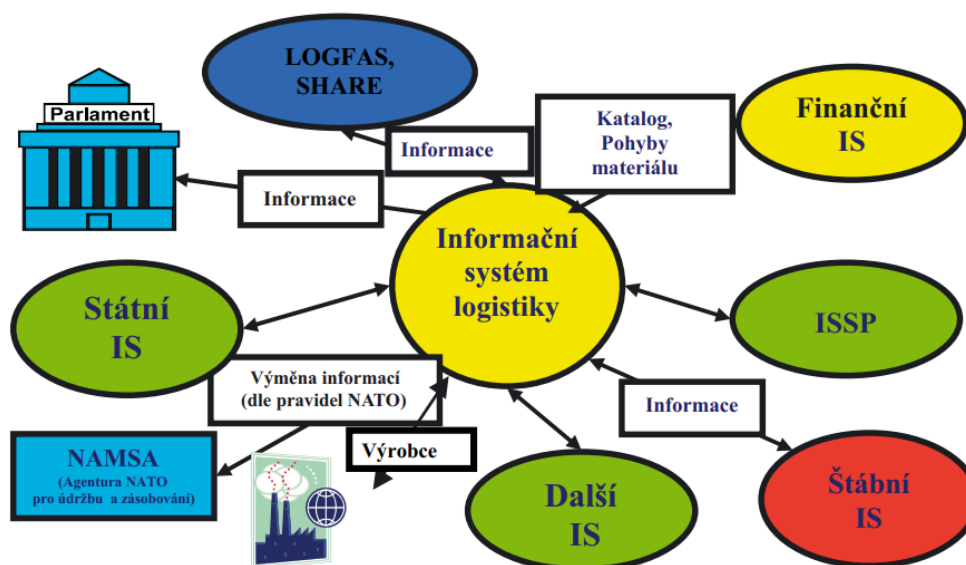 LOGFAS,
SHARE
Parlament
Katalog,
Pohyby
materiálu
Finanční
IS
Informace
Informace
Informační
systém
logistiky
Státní
IS
ISSP
Výměna informací
(dle pravidel NATO)
Informace
Výrobce
NAMSA
(Agentura NATO
pro údržbu a zásobování)
Další
IS
Štábní
IS